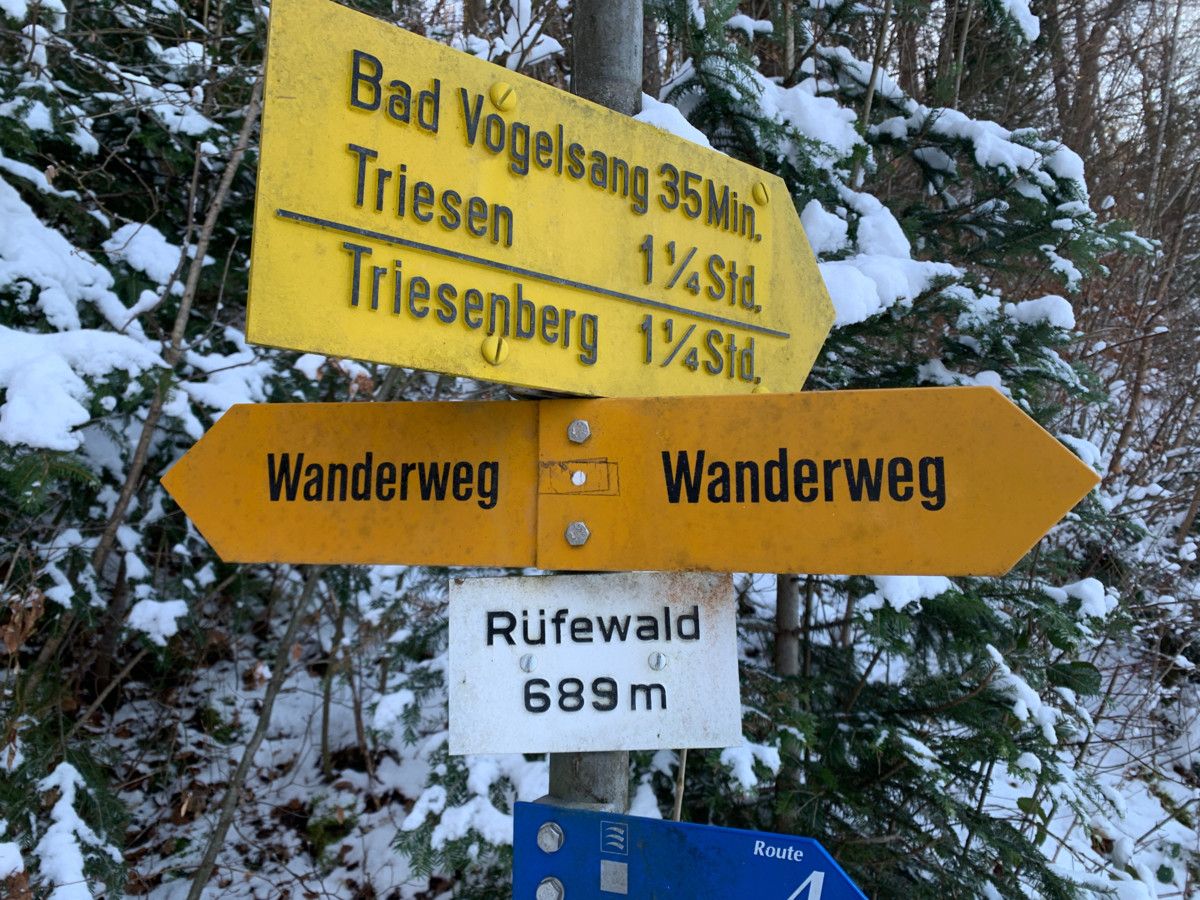 Bad Vogelsang 35 Min.
Triesen 1¼ Std.
Triesenberg 1¼ Std.
Wanderweg Wanderweg
Rüfewald
689 m
Route